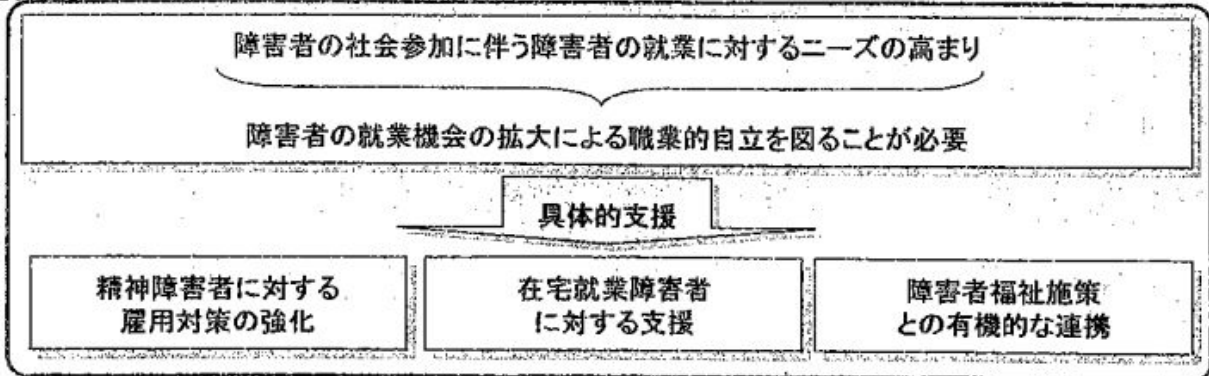 障害者の社会参加に伴う障害者の就業に対するニーズの高まり
障害者の就業機会の拡大による職業的自立を図ることが必要
具体的支援
精神障害者に対する
雇用対策の強化
在宅就業障害者
に対する支援
障害者福祉施策
との有機的な連携